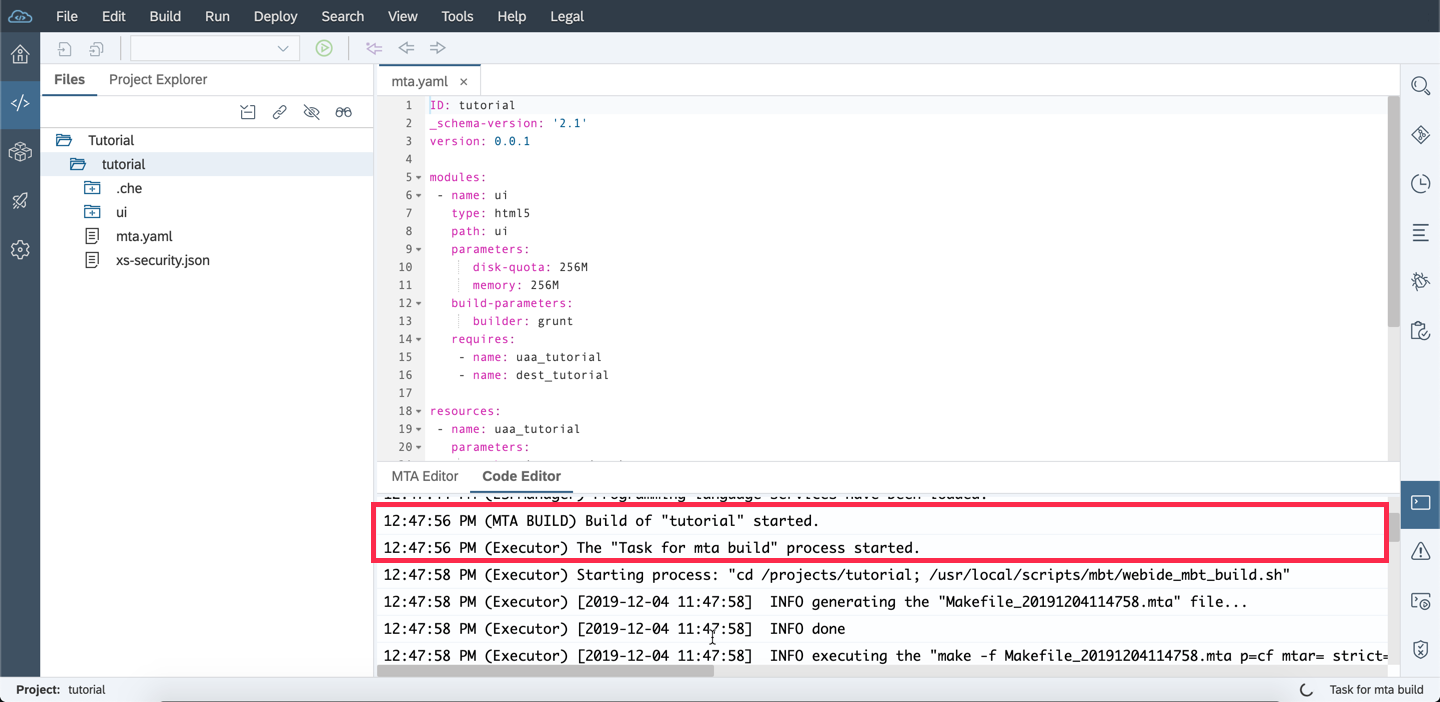 File Edit Build Run Deploy Search View Tools Help Legal
Files Project Explorer
Tutorial
tutorial
.che
ui
mta.yaml
xs-security.json
mta.yaml ×
1 ID: tutorial
2 _schema-version: '2.1'
3 version: 0.0.1
4
5 modules:
6 - name: ui
7 type: html5
8 path: ui
9 parameters:
10 disk-quota: 256M
11 memory: 256M
12 build-parameters:
13 builder: grunt
14 requires:
15 - name: uaa_tutorial
16 - name: dest_tutorial
17
18 resources:
19 - name: uaa_tutorial
20 parameters:
MTA Editor Code Editor
Programming language services have been loaded.
12:47:56 PM (MTA BUILD) Build of "tutorial" started.
12:47:56 PM (Executor) The "Task for mta build" process started.
12:47:58 PM (Executor) Starting process: "cd /projects/tutorial; /usr/local/scripts/mbt/webide_mbt_build.sh"
12:47:58 PM (Executor) [2019-12-04 11:47:58] INFO generating the "Makefile_20191204114758.mta" file...
12:47:58 PM (Executor) [2019-12-04 11:47:58] INFO done
12:47:58 PM (Executor) [2019-12-04 11:47:58] INFO executing the "make -f Makefile_20191204114758.mta p=cf mtar= strict=
Project: tutorial
Task for mta build